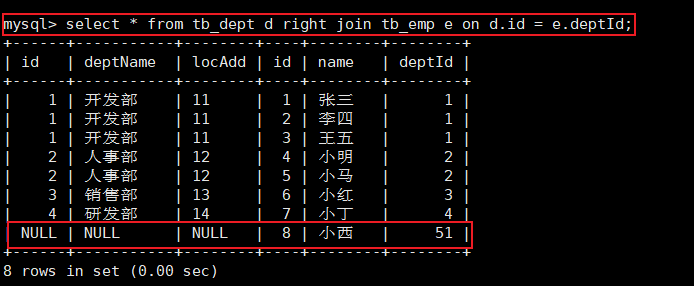 mysql> select * from tb_dept d right join tb_emp e on d.id = e.deptId;
+------+----------+--------+----+------+--------+
| id | deptName | locAdd | id | name | deptId |
+------+----------+--------+----+------+--------+
| 1 | 开发部 | 11 | 1 | 张三 | 1 |
| 1 | 开发部 | 11 | 2 | 李四 | 1 |
| 1 | 开发部 | 11 | 3 | 王五 | 1 |
| 2 | 人事部 | 12 | 4 | 小明 | 2 |
| 2 | 人事部 | 12 | 5 | 小马 | 2 |
| 3 | 销售部 | 13 | 6 | 小红 | 3 |
| 4 | 研发部 | 14 | 7 | 小丁 | 4 |
| NULL | NULL | NULL | 8 | 小西 | 51 |
+------+----------+--------+----+------+--------+
8 rows in set (0.00 sec)